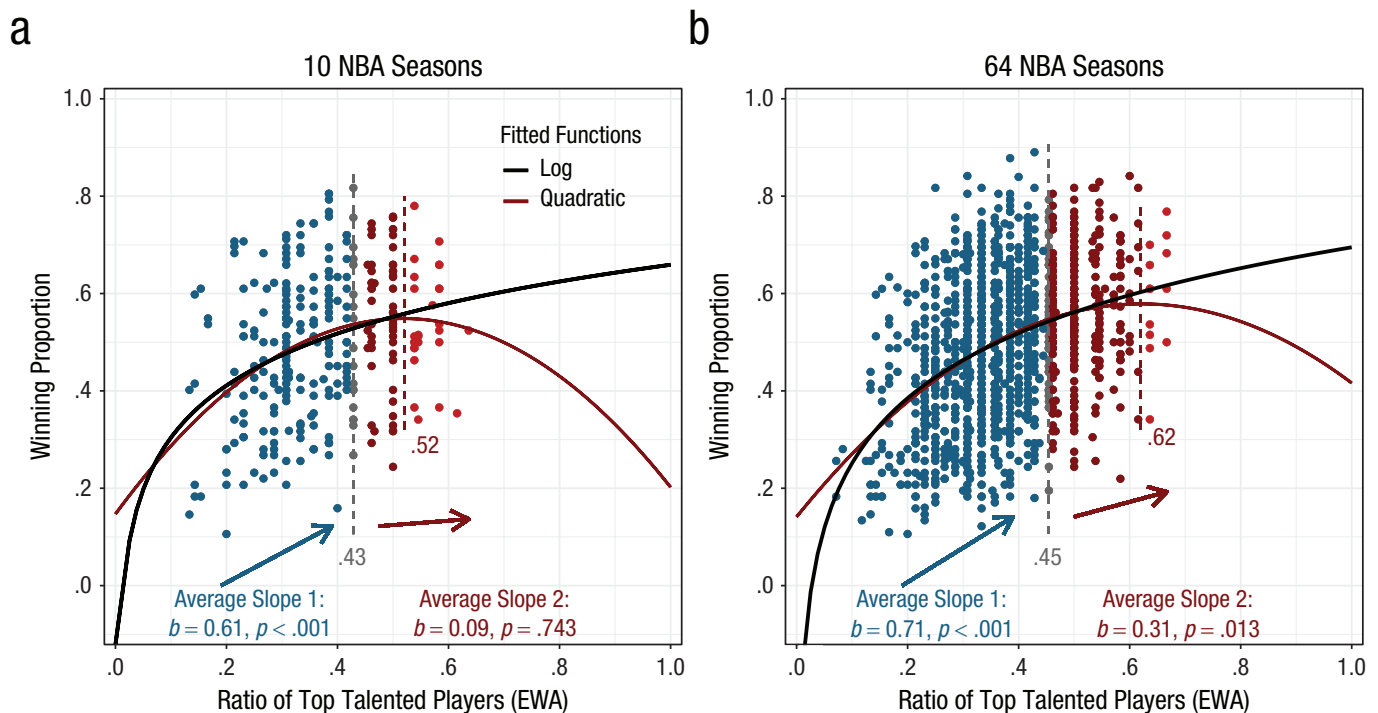 a
10 NBA Seasons
Winning Proportion
1.0
.8
.6
.4
.2
.0
Fitted Functions
Log
Quadratic
.52
.43
Average Slope 1:
b = 0.61, p < .001
Average Slope 2:
b = 0.09, p = .743
.0 .2 .4 .6 .8 1.0
Ratio of Top Talented Players (EWA)
b
64 NBA Seasons
Winning Proportion
1.0
.8
.6
.4
.2
.0
.62
.45
Average Slope 1:
b = 0.71, p < .001
Average Slope 2:
b = 0.31, p = .013
.0 .2 .4 .6 .8 1.0
Ratio of Top Talented Players (EWA)